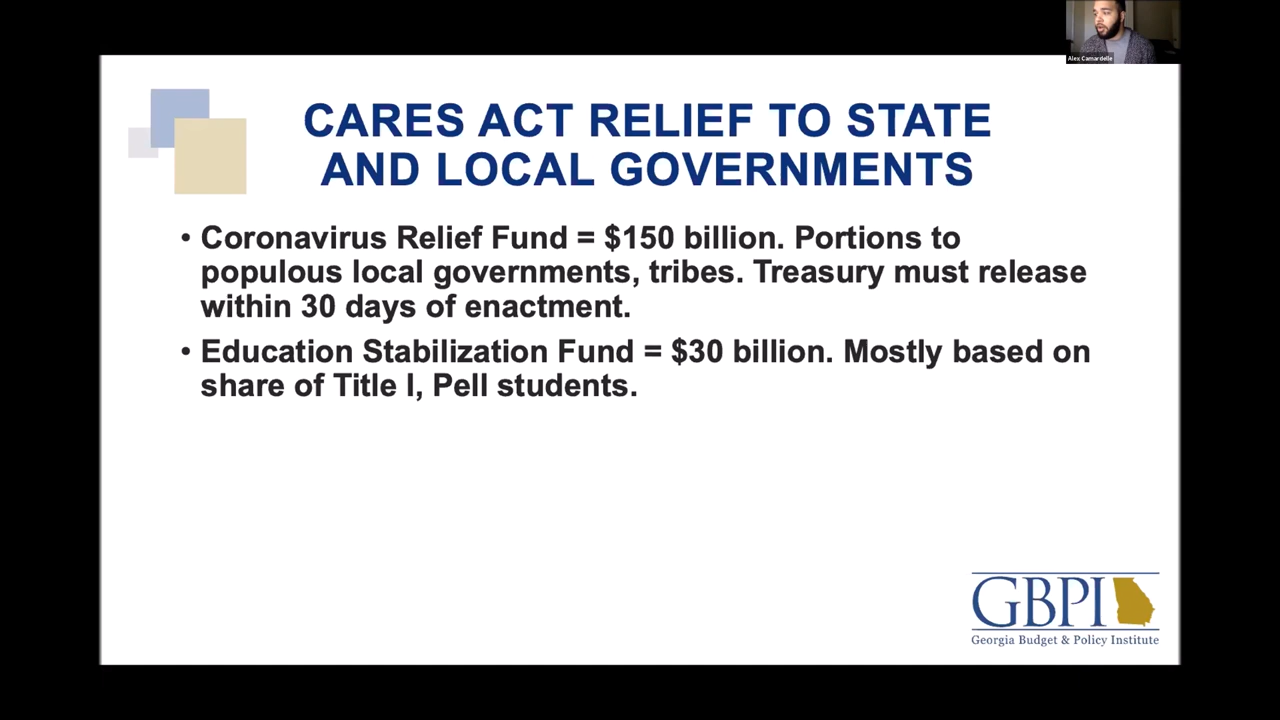 Alex Camardelle
CARES ACT RELIEF TO STATE
AND LOCAL GOVERNMENTS
• Coronavirus Relief Fund = $150 billion. Portions to
populous local governments, tribes. Treasury must release
within 30 days of enactment.
• Education Stabilization Fund = $30 billion. Mostly based on
share of Title I, Pell students.
GBPI
Georgia Budget & Policy Institute